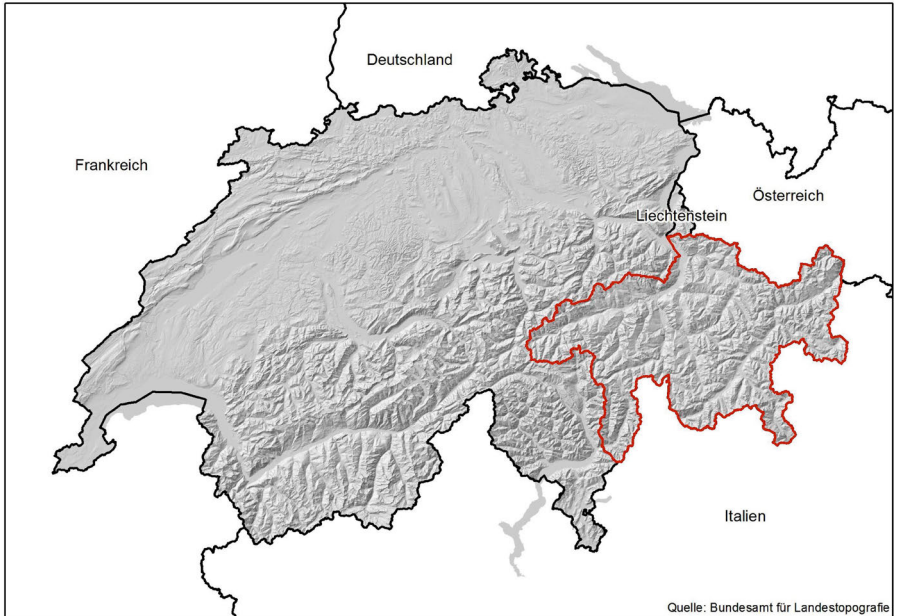 Deutschland
Frankreich
Österreich
Liechtenstein
Italien
Quelle: Bundesamt für Landestopografie